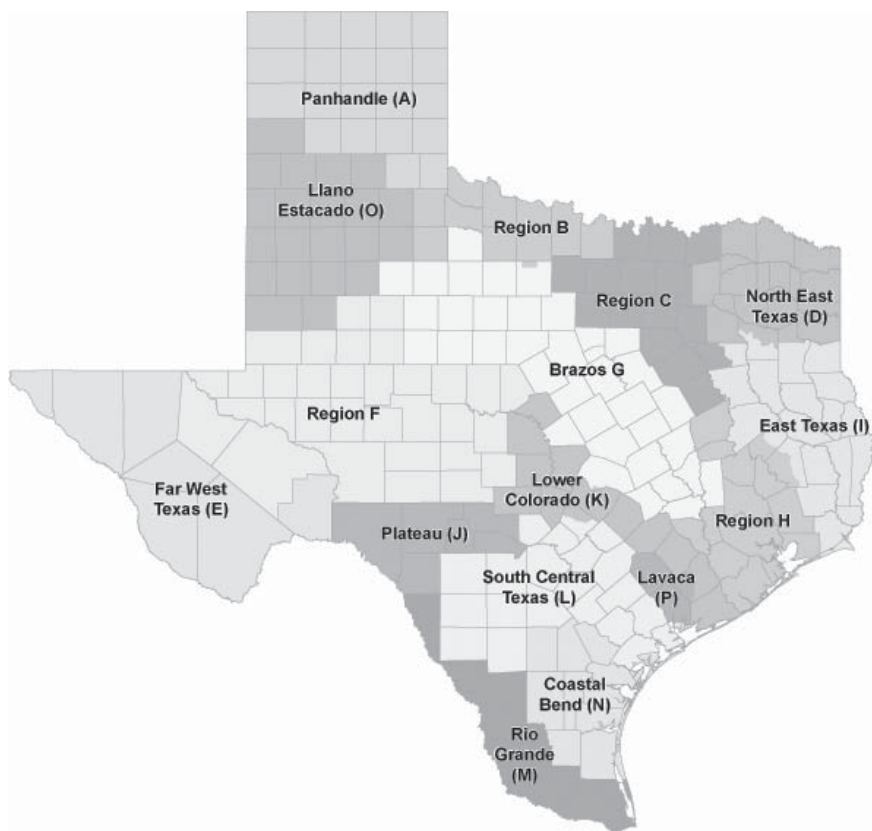 Panhandle (A)
Llano
Estacado (O)
Region B
Region C
North East
Texas (D)
Brazos G
Region F
East Texas (I)
Far West
Texas (E)
Lower
Colorado (K)
Region H
Plateau (J)
South Central
Texas (L)
Lavaca
(P)
Coastal
Bend (N)
Rio
Grande
(M)